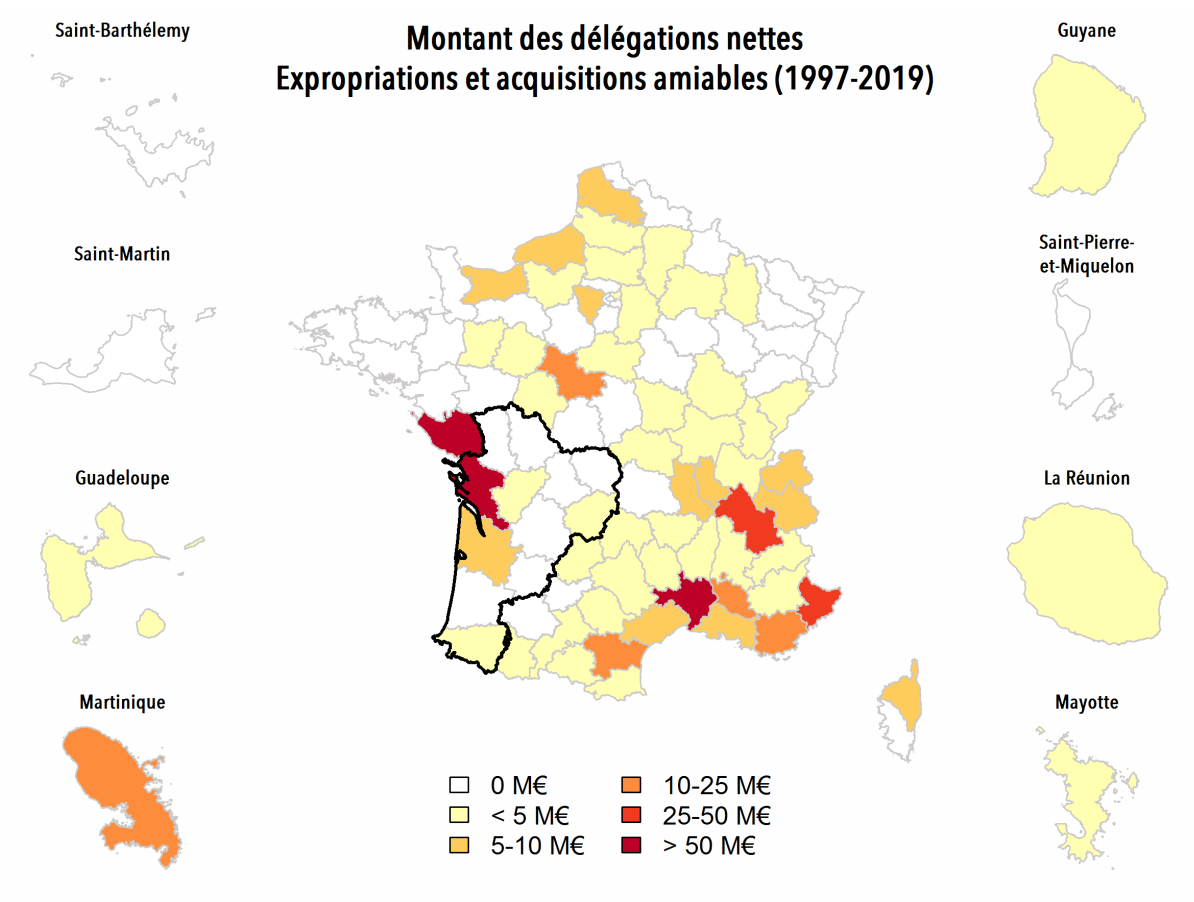 Montant des délégations nettes
Expropriations et acquisitions amiables (1997-2019)
Saint-Barthélemy
Guyane
Saint-Martin
Saint-Pierre-
et-Miquelon
Guadeloupe
La Réunion
Martinique
Mayotte
0 M€
< 5 M€
5-10 M€
10-25 M€
25-50 M€
> 50 M€